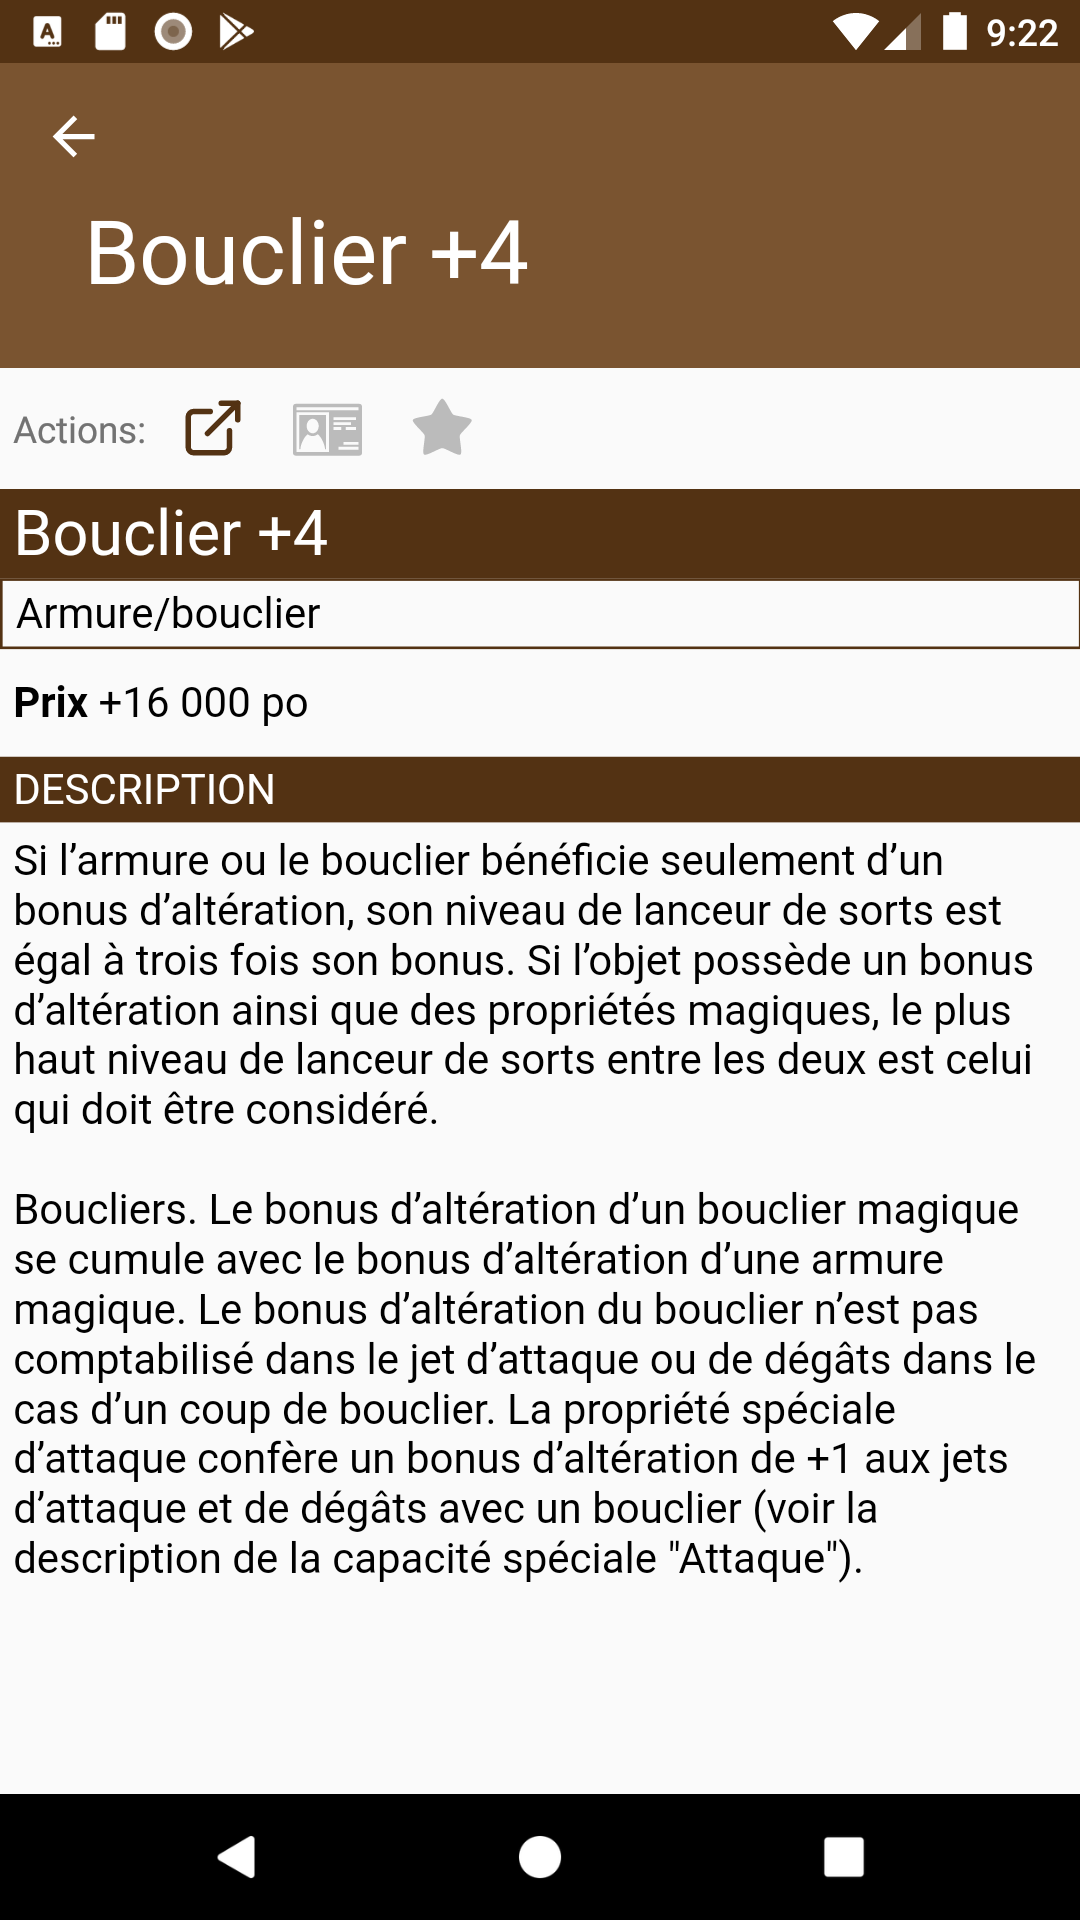 9:22
Bouclier +4
Actions:
Bouclier +4
Armure/bouclier
Prix +16 000 po
DESCRIPTION
Si l’armure ou le bouclier bénéficie seulement d’un
bonus d’altération, son niveau de lanceur de sorts est
égal à trois fois son bonus. Si l’objet possède un bonus
d’altération ainsi que des propriétés magiques, le plus
haut niveau de lanceur de sorts entre les deux est celui
qui doit être considéré.
Boucliers. Le bonus d’altération d’un bouclier magique
se cumule avec le bonus d’altération d’une armure
magique. Le bonus d’altération du bouclier n’est pas
comptabilisé dans le jet d’attaque ou de dégâts dans le
cas d’un coup de bouclier. La propriété spéciale
d’attaque confère un bonus d’altération de +1 aux jets
d’attaque et de dégâts avec un bouclier (voir la
description de la capacité spéciale "Attaque").